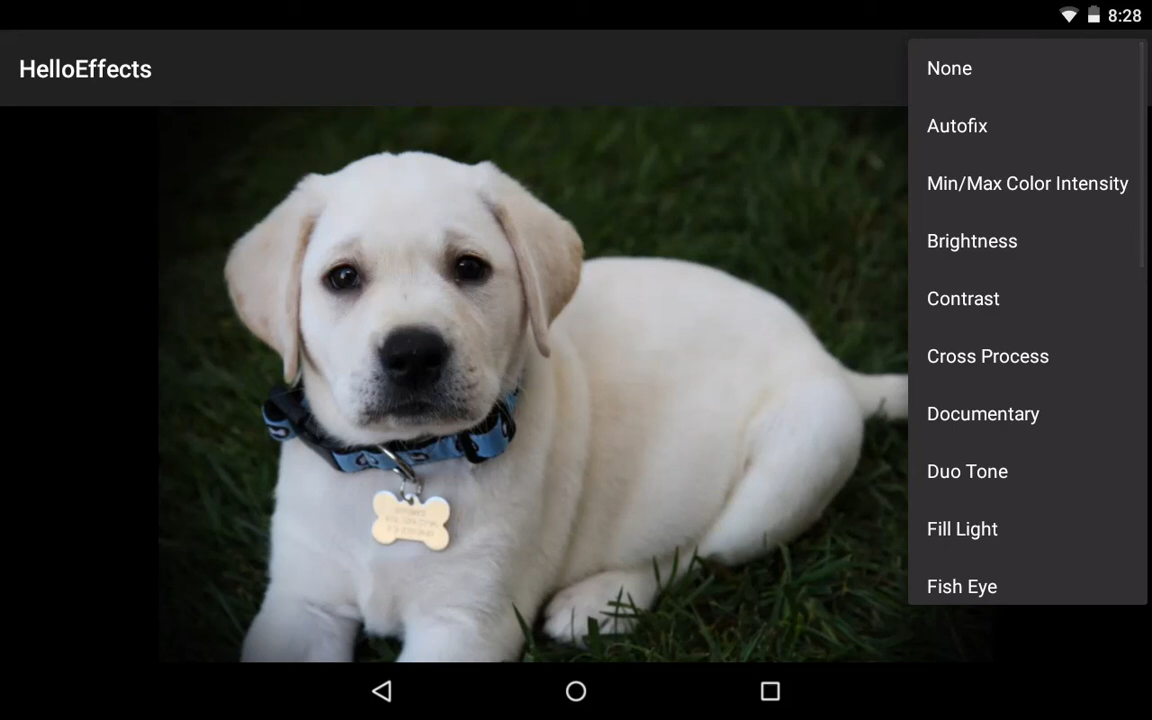 8:28
HelloEffects
None
Autofix
Min/Max Color Intensity
Brightness
Contrast
Cross Process
Documentary
Duo Tone
Fill Light
Fish Eye